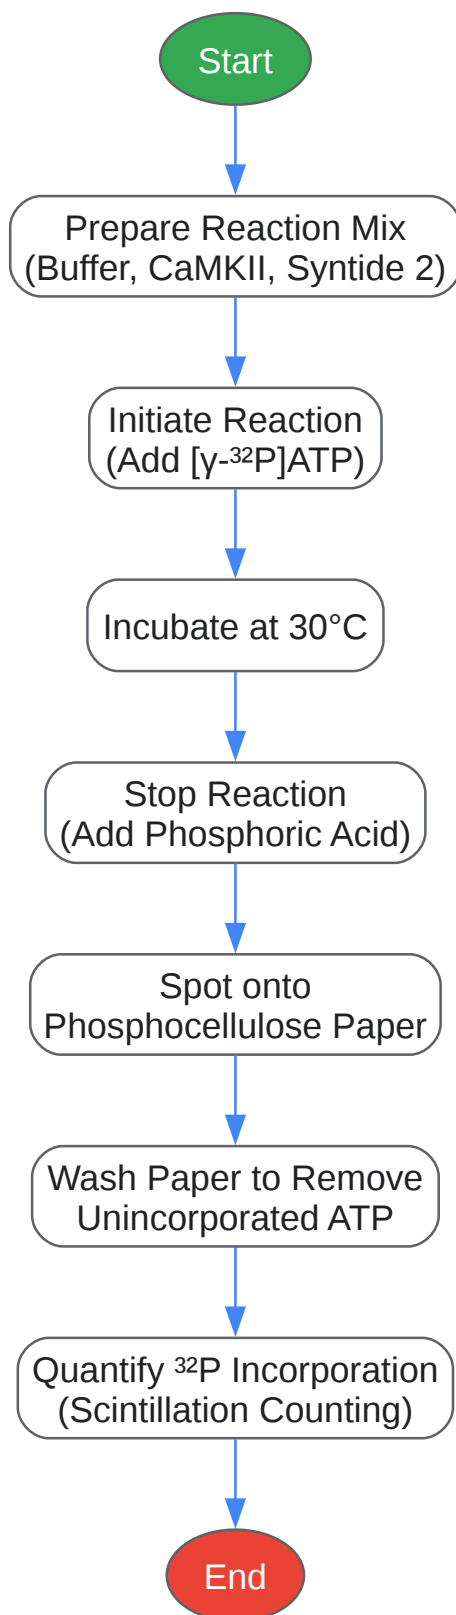 Start
Prepare Reaction Mix
(Buffer, CaMKII, Syntide 2)
Initiate Reaction
(Add [γ-³²P]ATP)
Incubate at 30°C
Stop Reaction
(Add Phosphoric Acid)
Spot onto
Phosphocellulose Paper
Wash Paper to Remove
Unincorporated ATP
Quantify ³²P Incorporation
(Scintillation Counting)
End